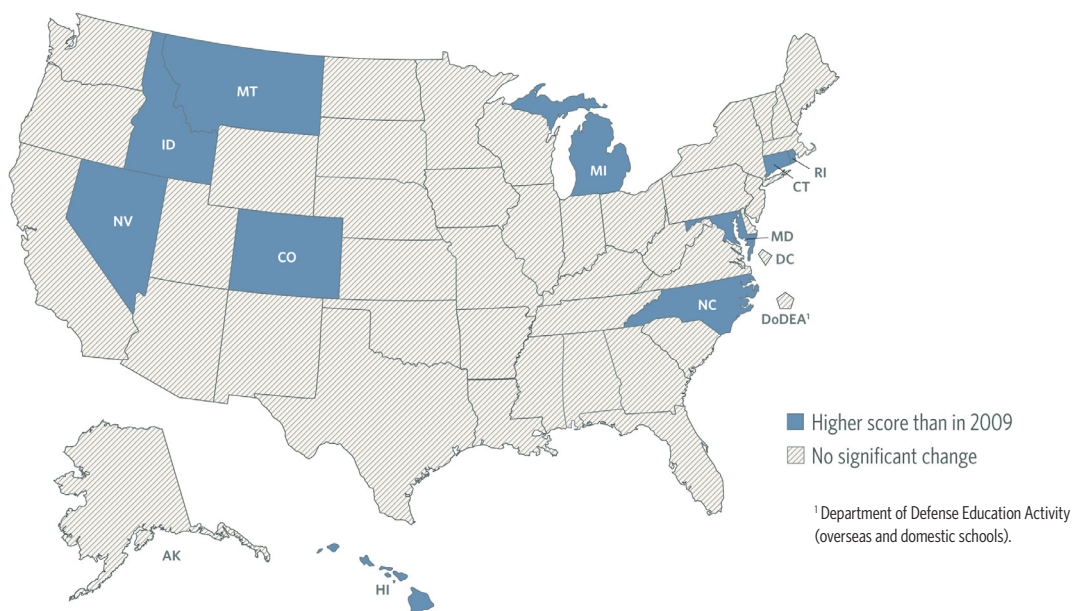 MT
ID
MI
RI
CT
NV
MD
CO
DC
NC
DoDEA¹
Higher score than in 2009
No significant change
¹ Department of Defense Education Activity
(overseas and domestic schools).
AK
HI